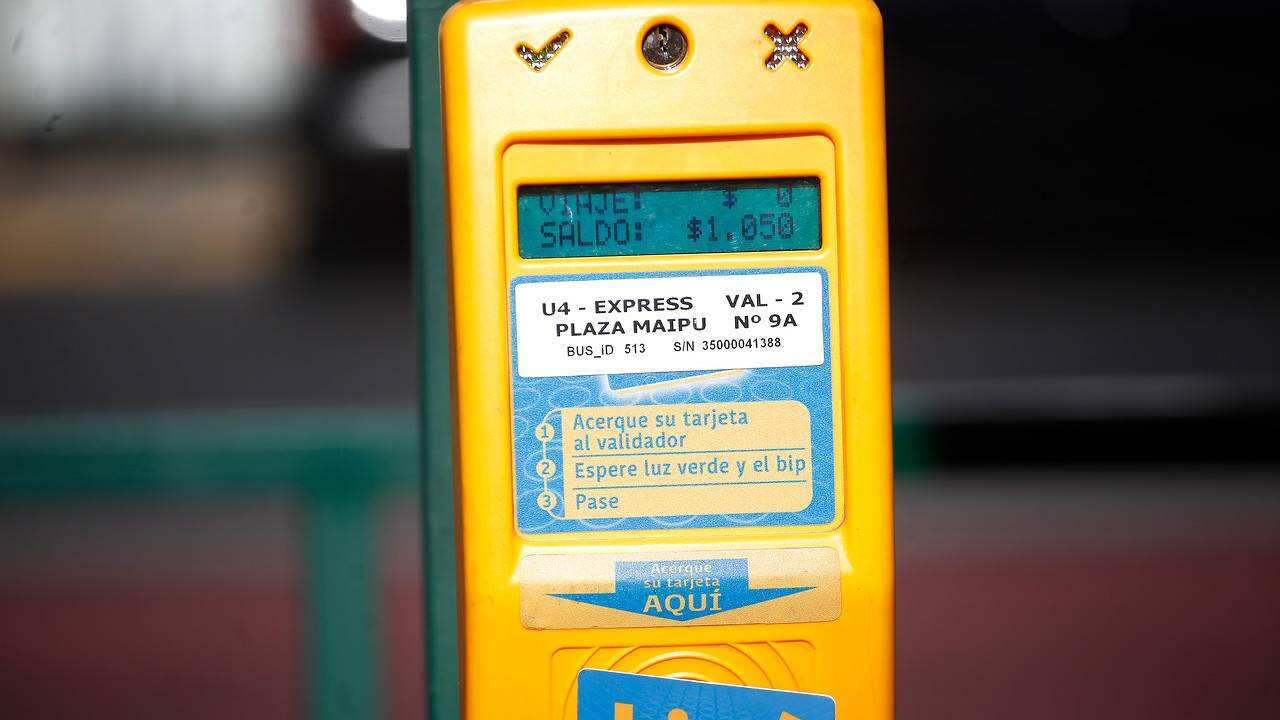 VIAJE: $ 0
SALDO: $1.050
U4 - EXPRESS VAL - 2
PLAZA MAIPU Nº 9A
BUS_iD 513 S/N 35000041388
1 Acerque su tarjeta
al validador
2 Espere luz verde y el bip
3 Pase
Acerque
su tarjeta
AQUÍ